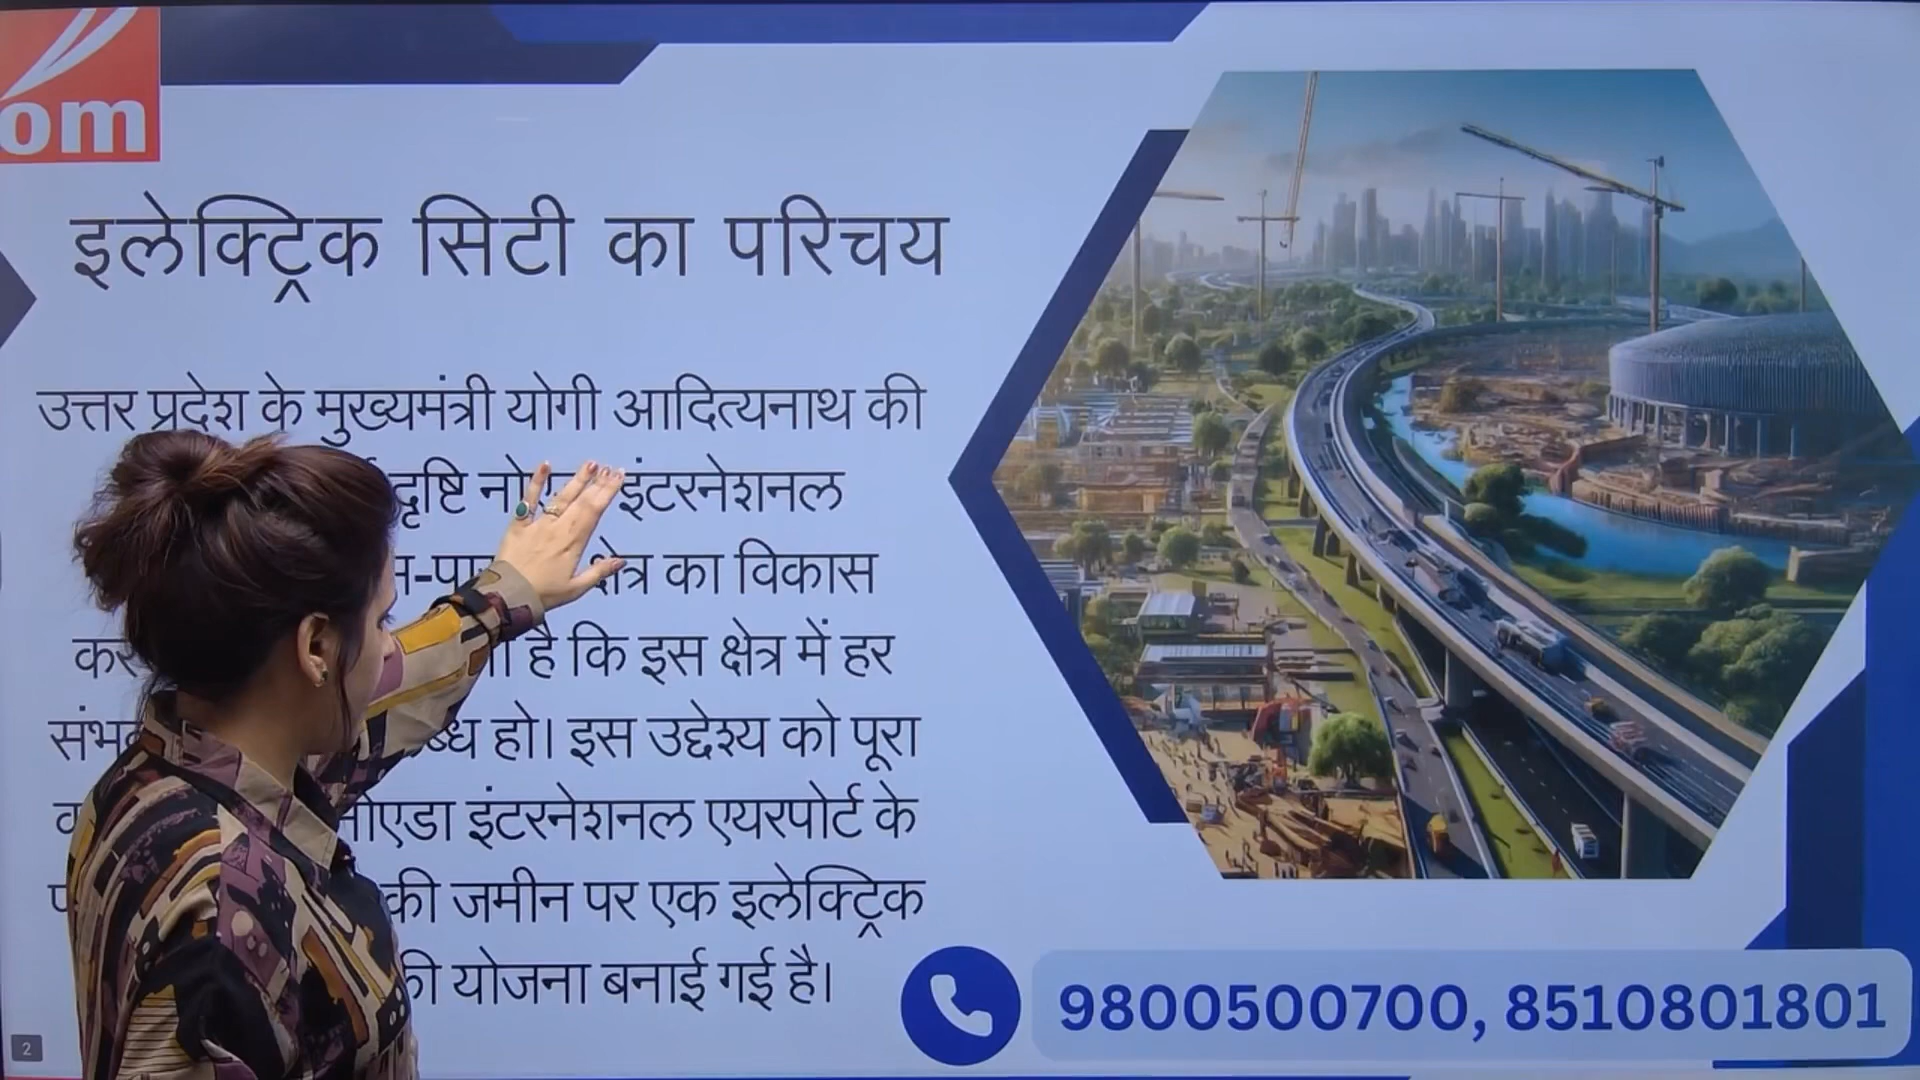 om
इलेक्ट्रिक सिटी का परिचय
उत्तर प्रदेश के मुख्यमंत्री योगी आदित्यनाथ की
दृष्टि इंटरनेशनल
क्षेत्र का विकास
है कि इस क्षेत्र में हर
हो। इस उद्देश्य को पूरा
नोएडा इंटरनेशनल एयरपोर्ट के
की जमीन पर एक इलेक्ट्रिक
की योजना बनाई गई है।
9800500700, 8510801801
2